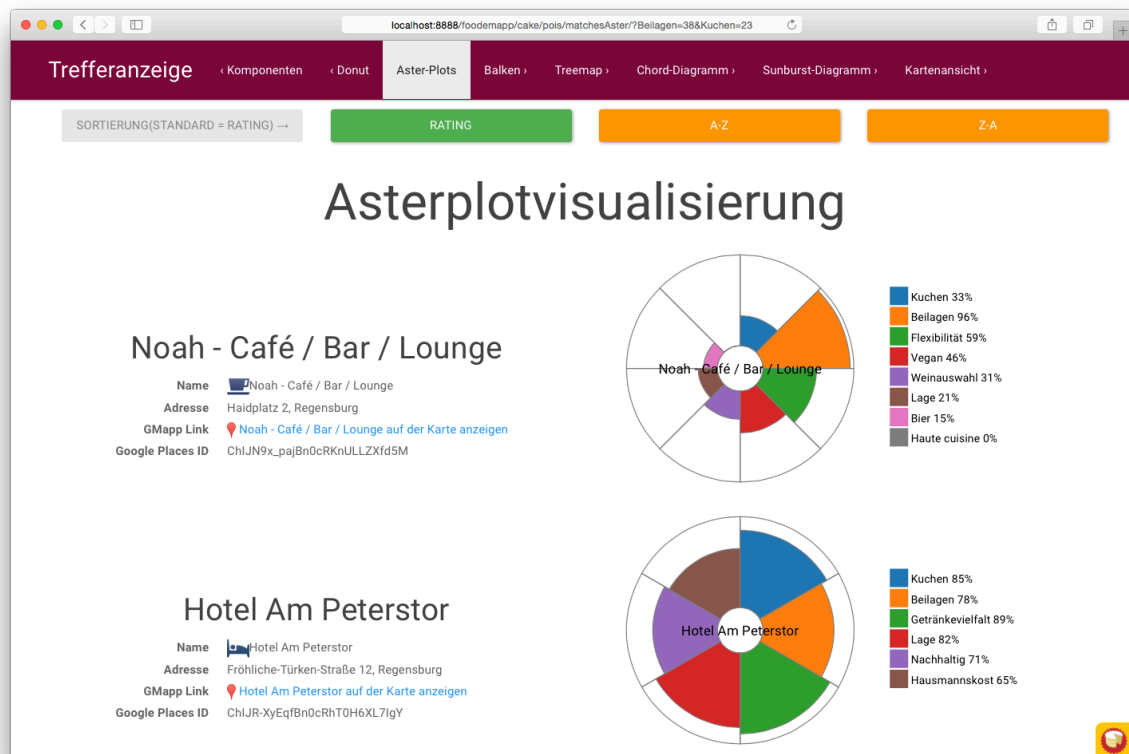 localhost:8888/foodemapp/cake/pois/matchesAster/?Beilagen=38&Kuchen=23
Trefferanzeige ‹ Komponenten ‹ Donut Aster-Plots Balken › Treemap › Chord-Diagramm › Sunburst-Diagramm › Kartenansicht ›
SORTIERUNG(STANDARD = RATING) → RATING A-Z Z-A
Asterplotvisualisierung
Noah - Café / Bar / Lounge
Name Noah - Café / Bar / Lounge
Adresse Haidplatz 2, Regensburg
GMapp Link Noah - Café / Bar / Lounge auf der Karte anzeigen
Google Places ID ChIJN9x_pajBn0cRKnULLZXfd5M
Noah - Café / Bar / Lounge
Kuchen 33%
Beilagen 96%
Flexibilität 59%
Vegan 46%
Weinauswahl 31%
Lage 21%
Bier 15%
Haute cuisine 0%
Hotel Am Peterstor
Name Hotel Am Peterstor
Adresse Fröhliche-Türken-Straße 12, Regensburg
GMapp Link Hotel Am Peterstor auf der Karte anzeigen
Google Places ID ChIJR-XyEqfBn0cRhT0H6XL7IgY
Hotel Am Peterstor
Kuchen 85%
Beilagen 78%
Getränkevielfalt 89%
Lage 82%
Nachhaltig 71%
Hausmannskost 65%